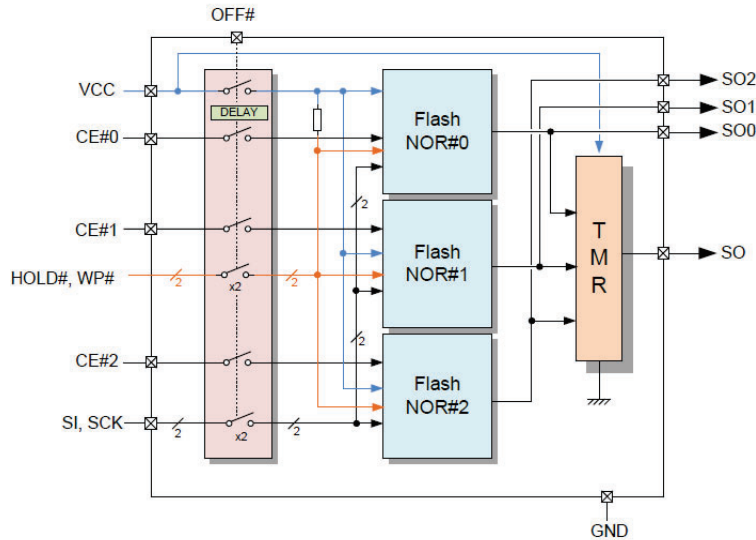 OFF#
VCC
DELAY
CE#0
CE#1
HOLD#, WP#
2
x2
2
CE#2
SI, SCK
2
x2
2
Flash
NOR#0
2
Flash
NOR#1
2
Flash
NOR#2
T
M
R
SO2
SO1
SO0
SO
GND